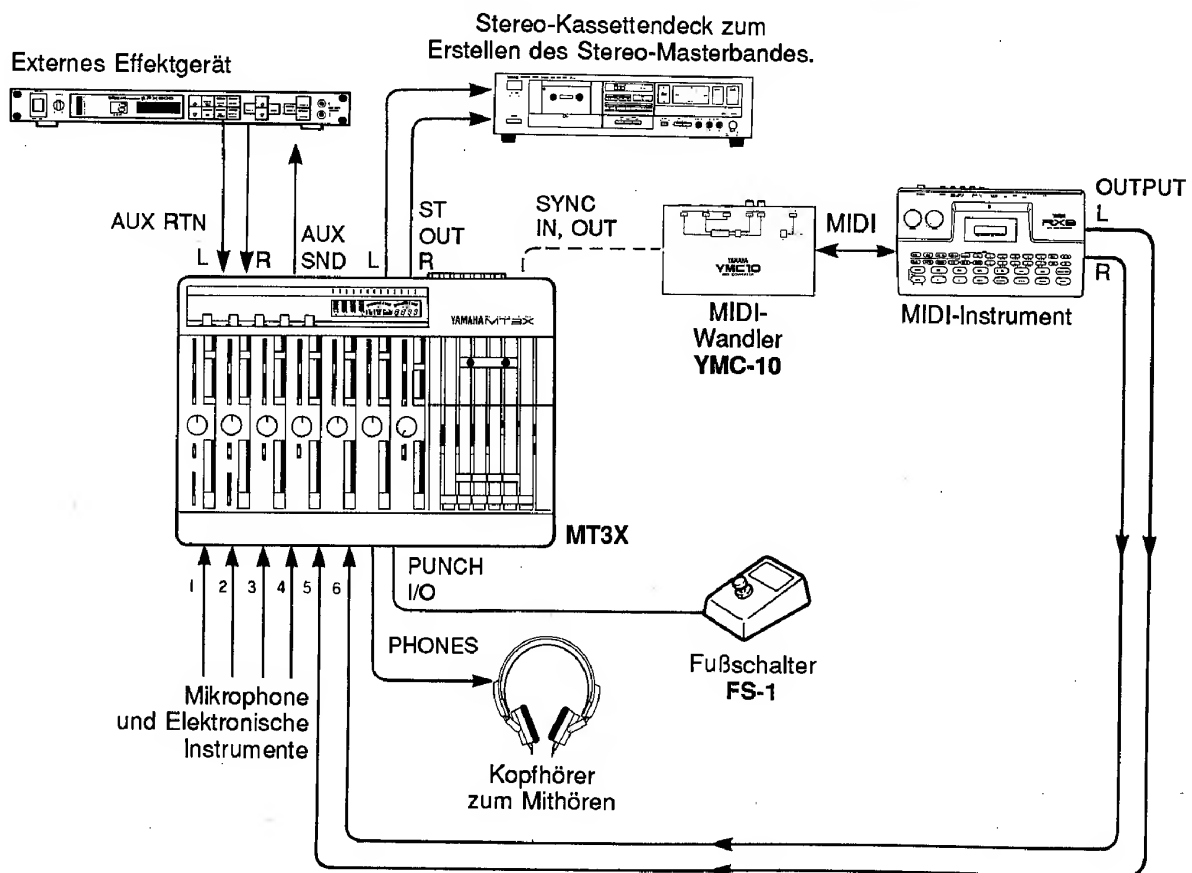 Stereo-Kassettendeck zum
Erstellen des Stereo-Masterbandes.
Externes Effektgerät
AUX RTN
L
R
AUX
SND
L
ST
OUT
R
SYNC
IN, OUT
MIDI
OUTPUT
L
R
YAMAHA
YMC10
RX8
MIDI-
Wandler
YMC-10
MIDI-Instrument
YAMAHA MT3X
MT3X
1
2
3
4
5
6
PUNCH
I/O
PHONES
Mikrophone
und Elektronische
Instrumente
Kopfhörer
zum Mithören
Fußschalter
FS-1